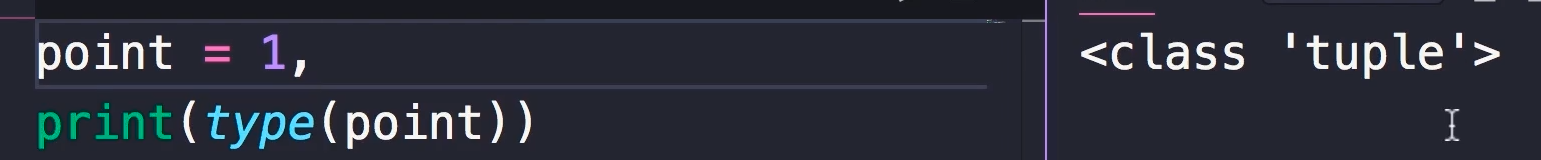 point = 1,
print(type(point))
<class 'tuple'>